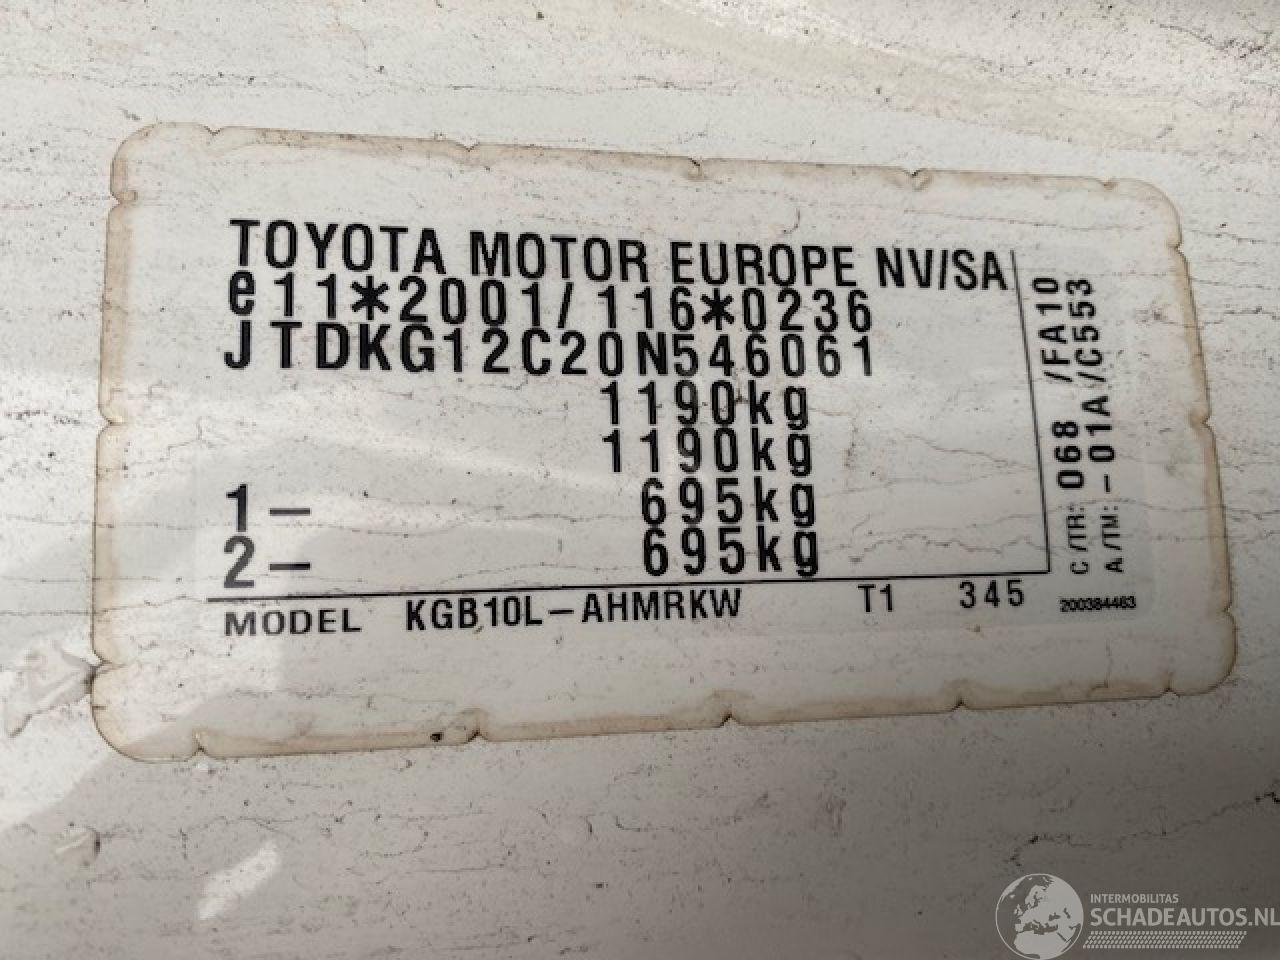 TOYOTA MOTOR EUROPE NV/SA
e11*2001/116*0236
JTDKG12C20N546061
1190kg
1190kg
1- 695kg
2- 695kg
MODEL KGB10L-AHMRKW T1 345
C/TR: 068 /FA10
A/TM: -01A/C553
200384463
INTERMOBILITAS
SCHADEAUTOS.NL